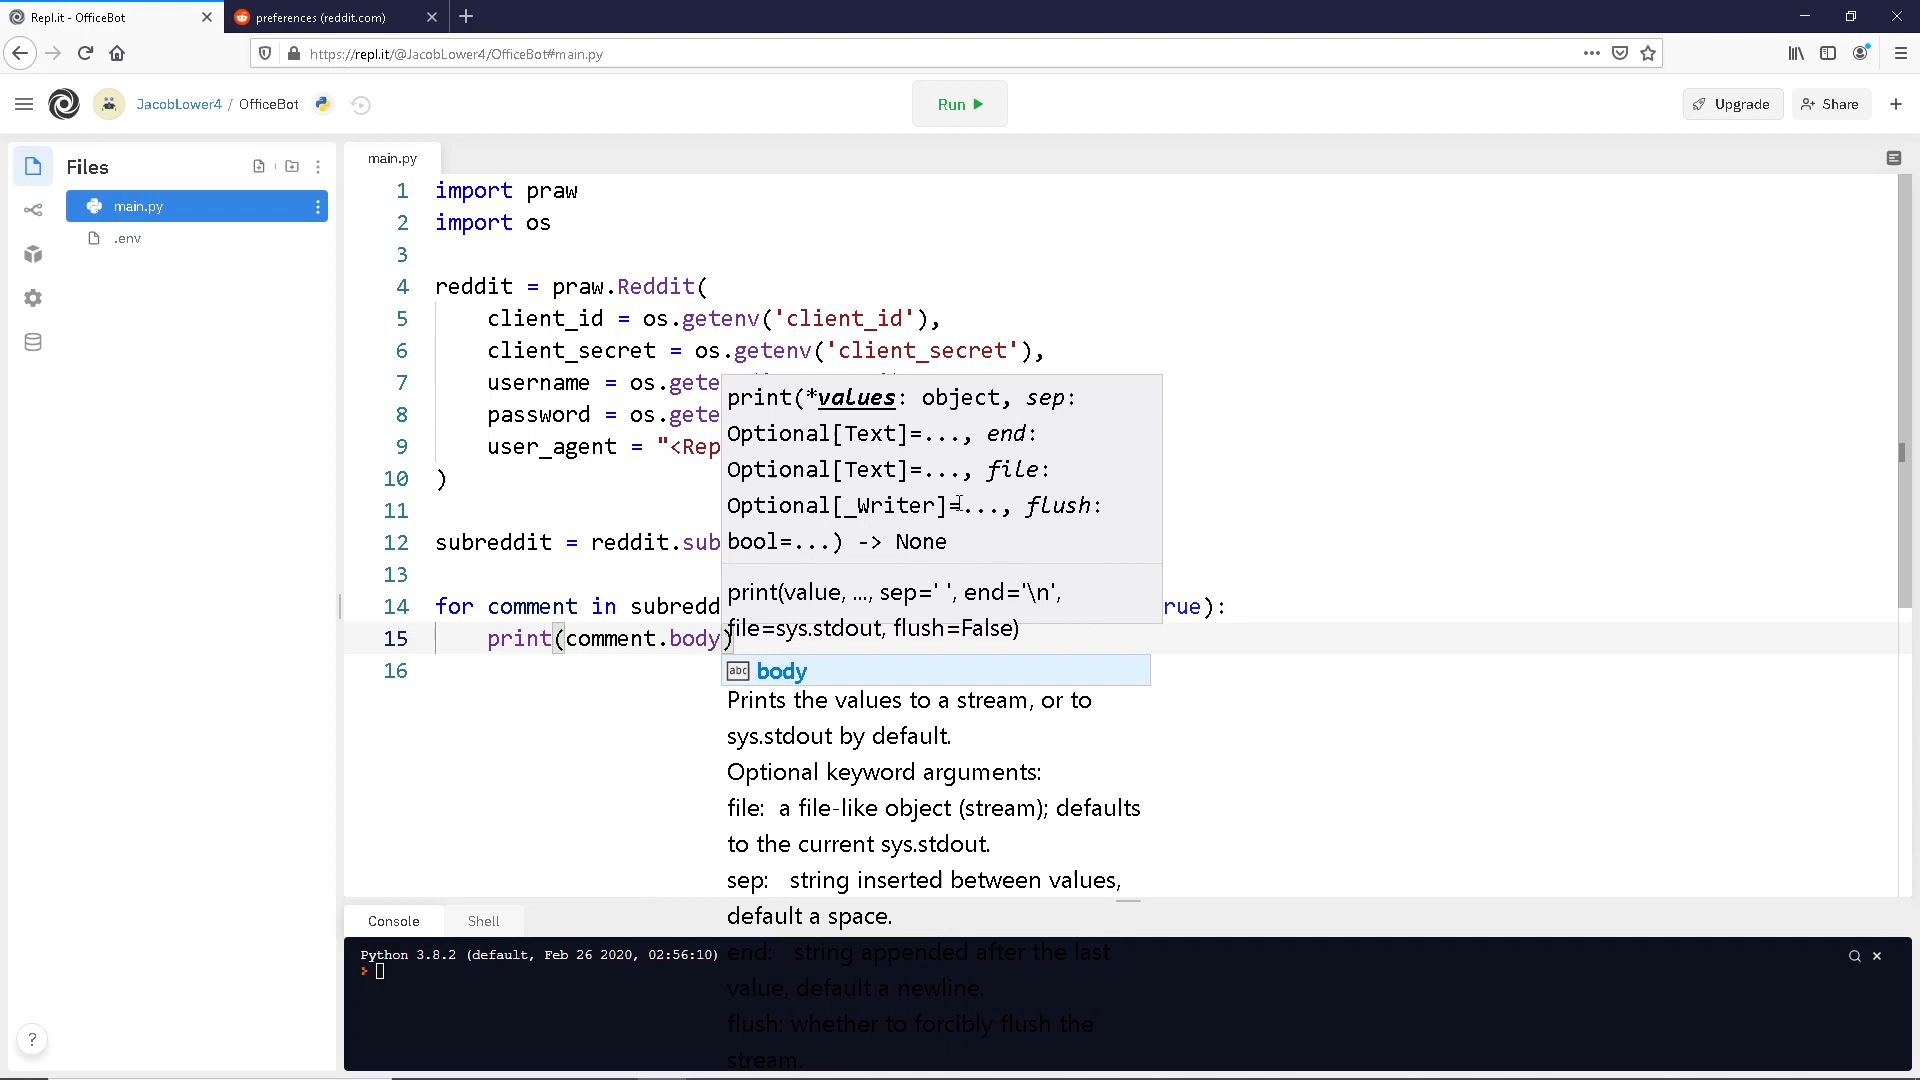 Repl.it - OfficeBot
preferences (reddit.com)
https://repl.it/@JacobLower4/OfficeBot#main.py
JacobLower4 / OfficeBot
Run
Upgrade
Share
Files
main.py
.env
main.py
1 import praw
2 import os
3
4 reddit = praw.Reddit(
5 client_id = os.getenv('client_id'),
6 client_secret = os.getenv('client_secret'),
7 username = os.gete
8 password = os.gete
9 user_agent = "<Rep
10 )
11
12 subreddit = reddit.sub
13
14 for comment in subredd rue):
15 print(comment.body)
16
print(*values: object, sep:
Optional[Text]=..., end:
Optional[Text]=..., file:
Optional[_Writer]=..., flush:
bool=...) -> None
print(value, ..., sep=' ', end='\n',
file=sys.stdout, flush=False)
abc body
Prints the values to a stream, or to
sys.stdout by default.
Optional keyword arguments:
file: a file-like object (stream); defaults
to the current sys.stdout.
sep: string inserted between values,
default a space.
end: string appended after the last
value, default a newline.
flush: whether to forcibly flush the
stream.
Console
Shell
Python 3.8.2 (default, Feb 26 2020, 02:56:10)
?